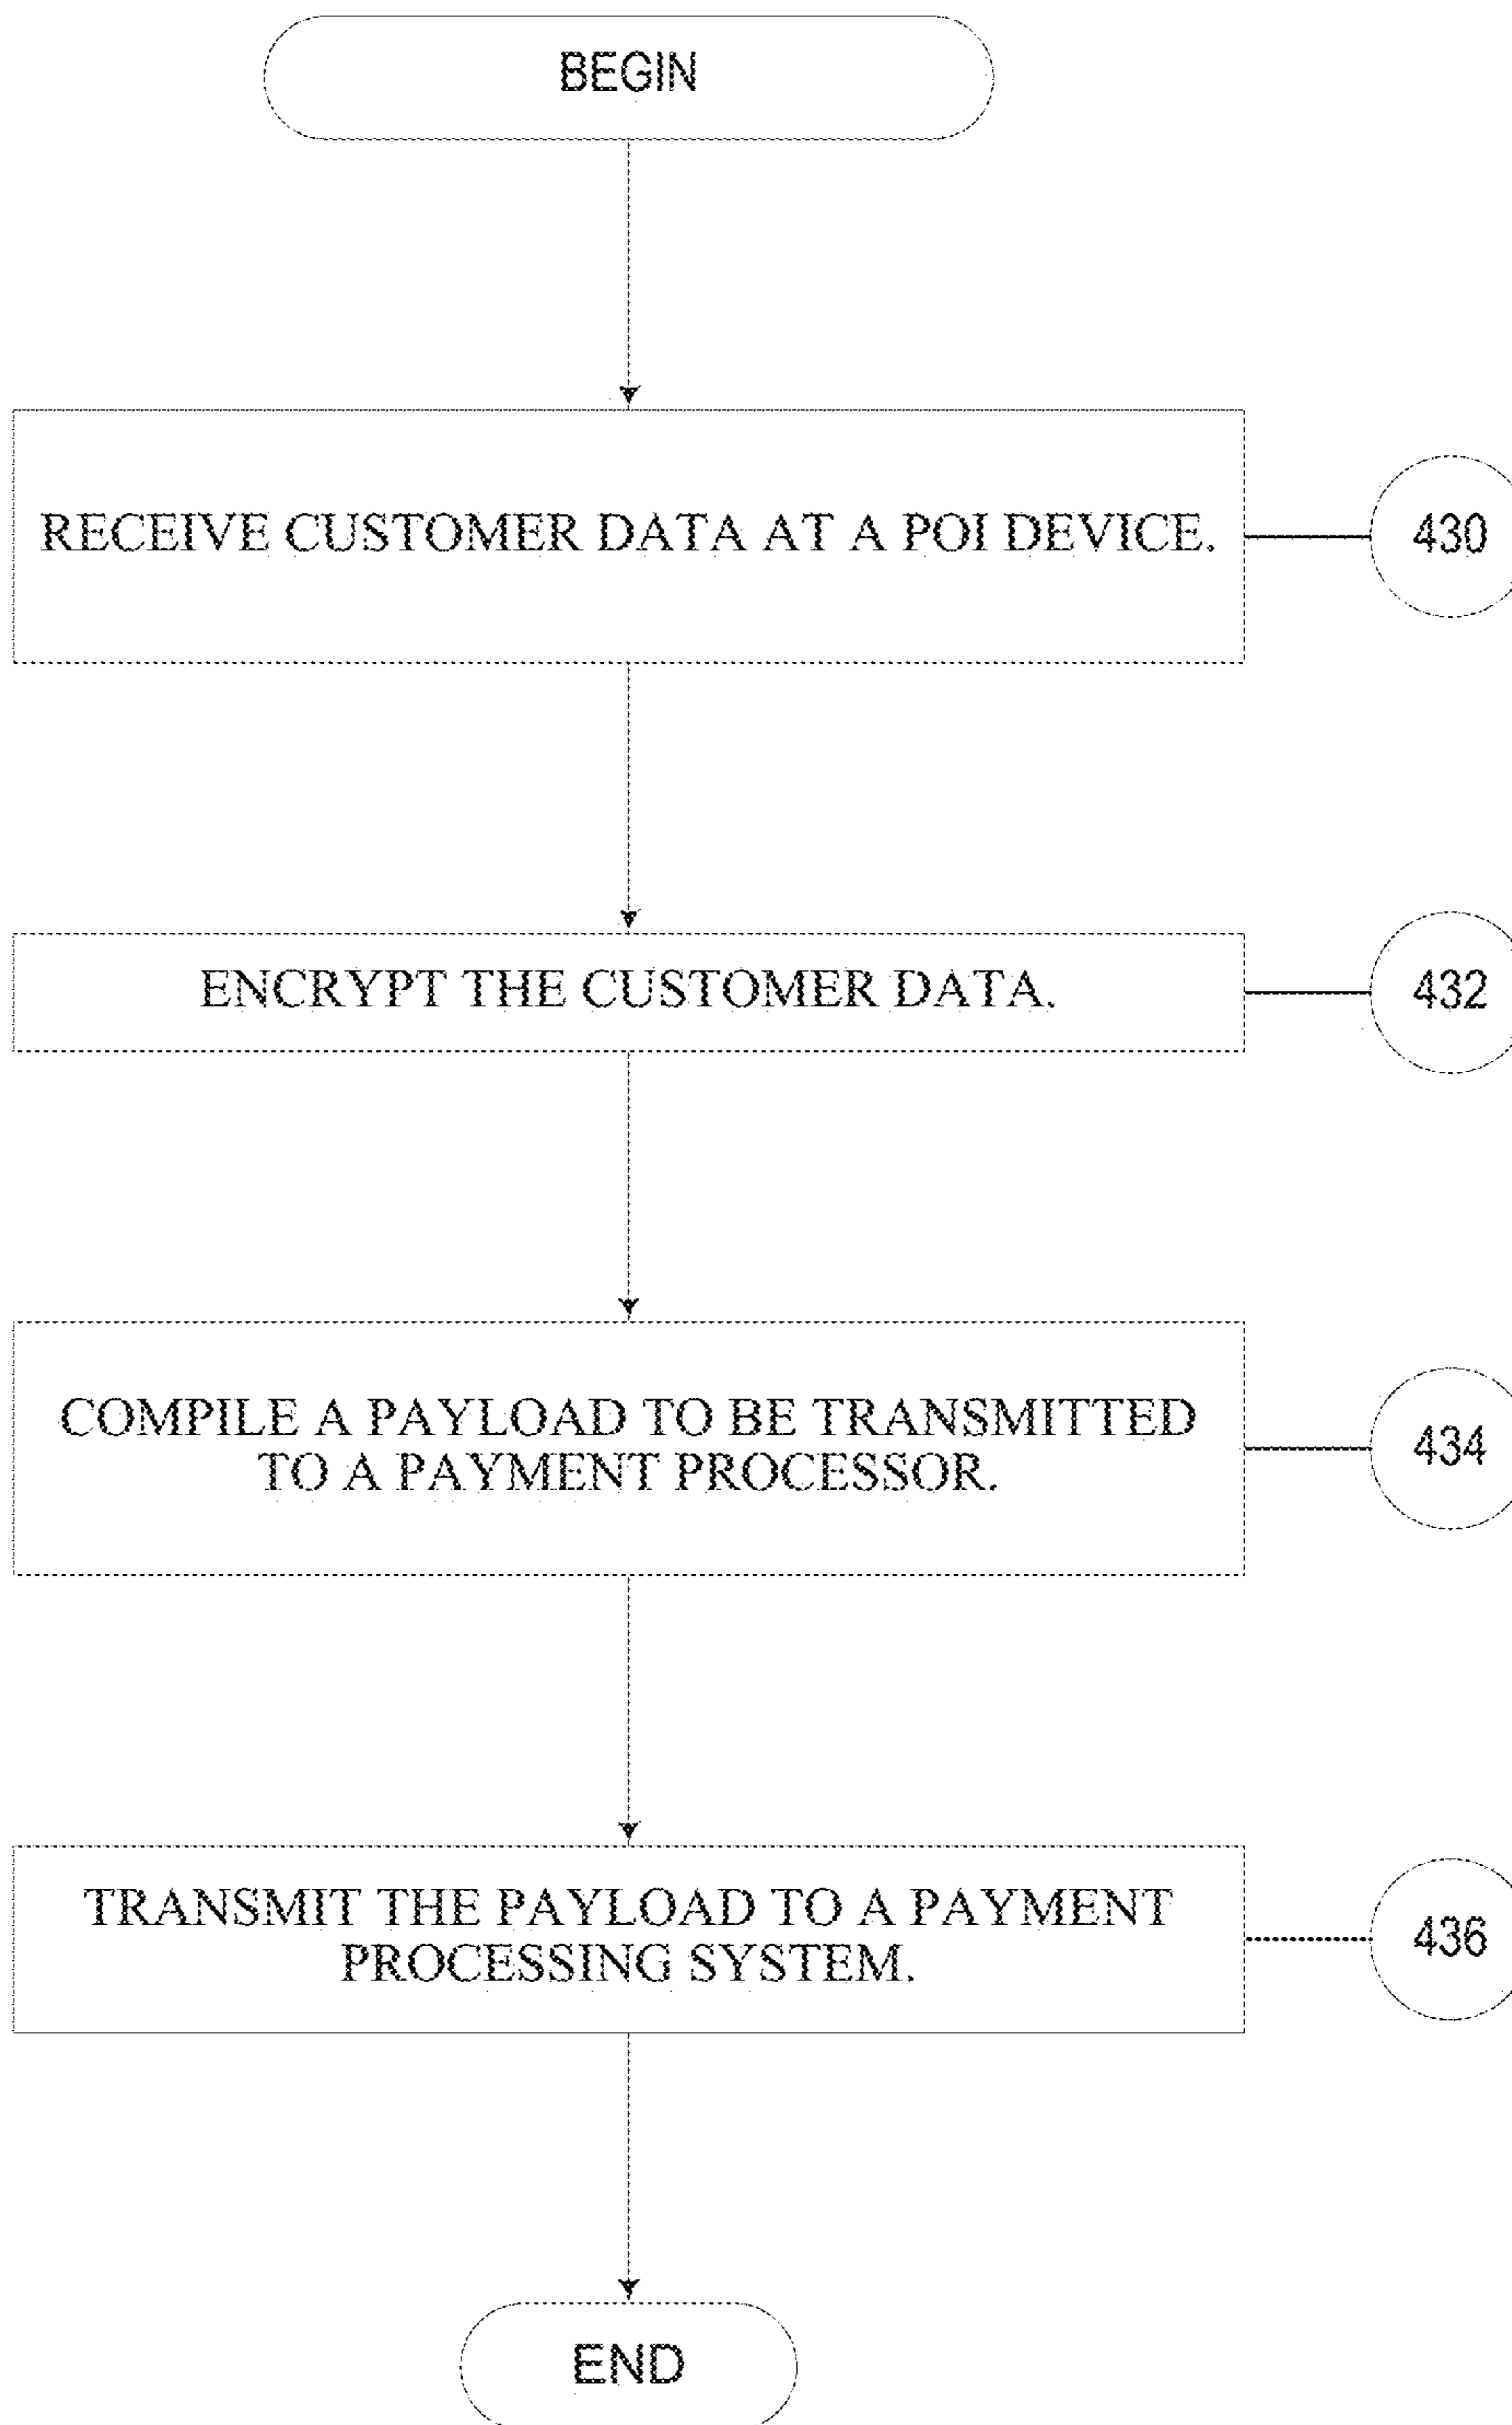 BEGIN
RECEIVE CUSTOMER DATA AT A POI DEVICE.
430
ENCRYPT THE CUSTOMER DATA.
432
COMPILE A PAYLOAD TO BE TRANSMITTED
TO A PAYMENT PROCESSOR.
434
TRANSMIT THE PAYLOAD TO A PAYMENT
PROCESSING SYSTEM.
436
END